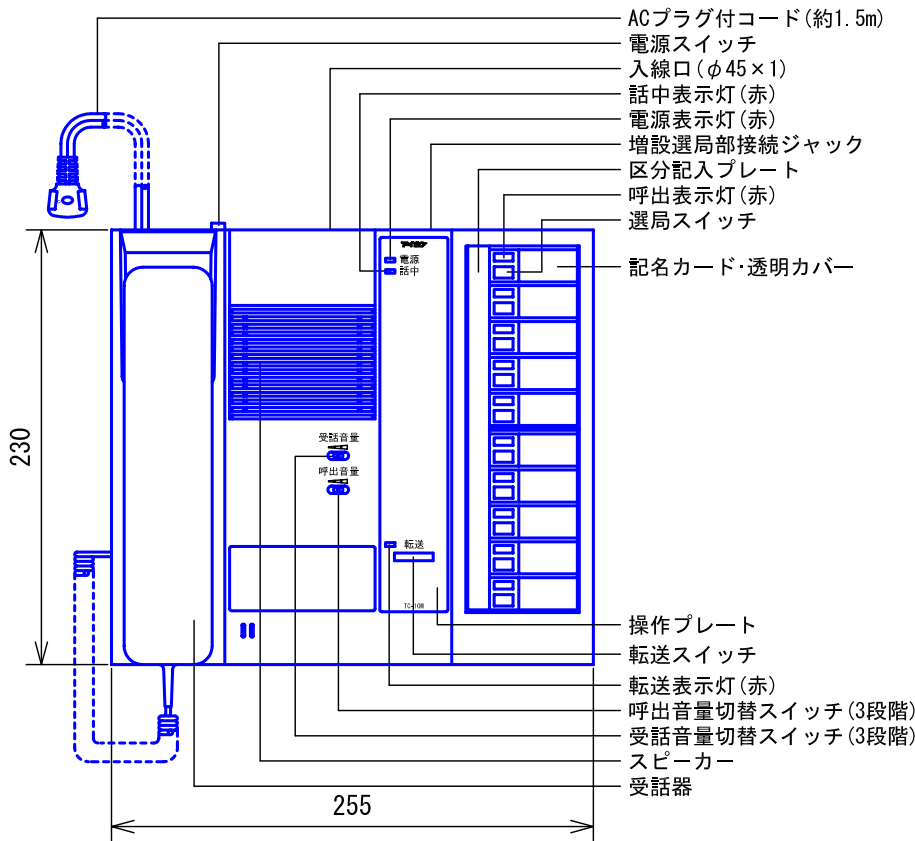 ACプラグ付コード(約1.5m)
電源スイッチ
入線口(φ45×1)
話中表示灯(赤)
電源表示灯(赤)
増設選局部接続ジャック
区分記入プレート
呼出表示灯(赤)
選局スイッチ
記名カード･透明カバー
アイホン
電源
話中
受話音量
呼出音量
転送
TC-10M
230
255
操作プレート
転送スイッチ
転送表示灯(赤)
呼出音量切替スイッチ(3段階)
受話音量切替スイッチ(3段階)
スピーカー
受話器